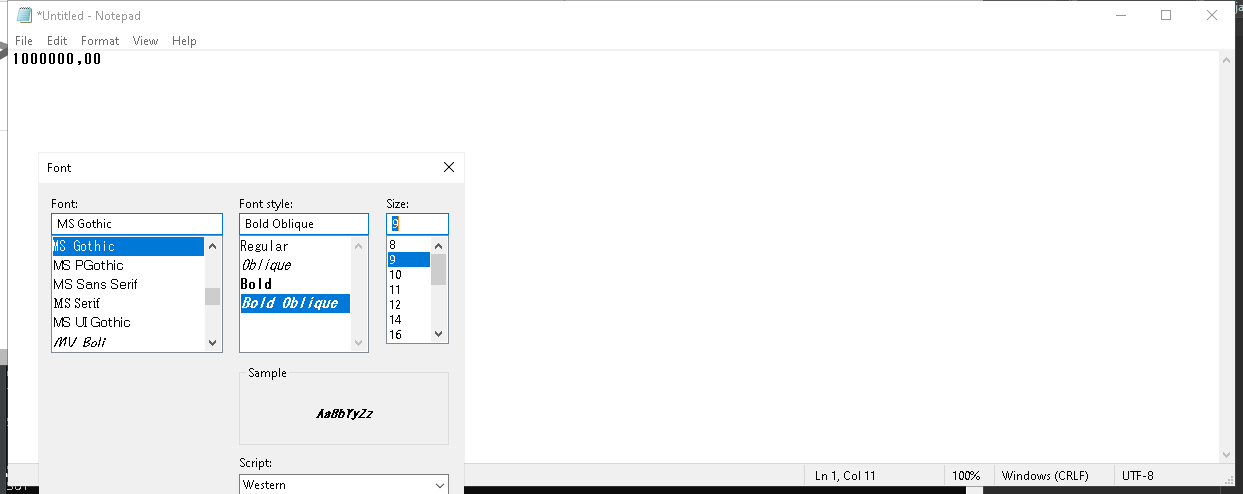 *Untitled - Notepad
File Edit Format View Help
1000000,00
Font
Font: Font style: Size:
MS Gothic Bold Oblique 9
MS Gothic Regular 8
MS PGothic Oblique 9
MS Sans Serif Bold 10
MS Serif Bold Oblique 11
MS UI Gothic 12
MV Boli 14
16
Sample
AaBbYyZz
Script:
Western
Ln 1, Col 11 100% Windows (CRLF) UTF-8